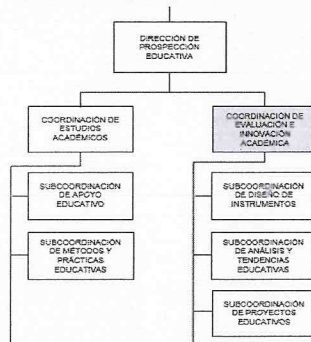 DIRECCIÓN DE
PROSPECCIÓN
EDUCATIVA
COORDINACIÓN DE
ESTUDIOS
ACADÉMICOS
COORDINACIÓN DE
EVALUACIÓN E
INNOVACIÓN
ACADÉMICA
SUBCOORDINACIÓN
DE APOYO
EDUCATIVO
SUBCOORDINACIÓN
DE DISEÑO DE
INSTRUMENTOS
SUBCOORDINACIÓN
DE MÉTODOS Y
PRÁCTICAS
EDUCATIVAS
SUBCOORDINACIÓN
DE ANÁLISIS Y
TENDENCIAS
EDUCATIVAS
SUBCOORDINACIÓN
DE PROYECTOS
EDUCATIVOS